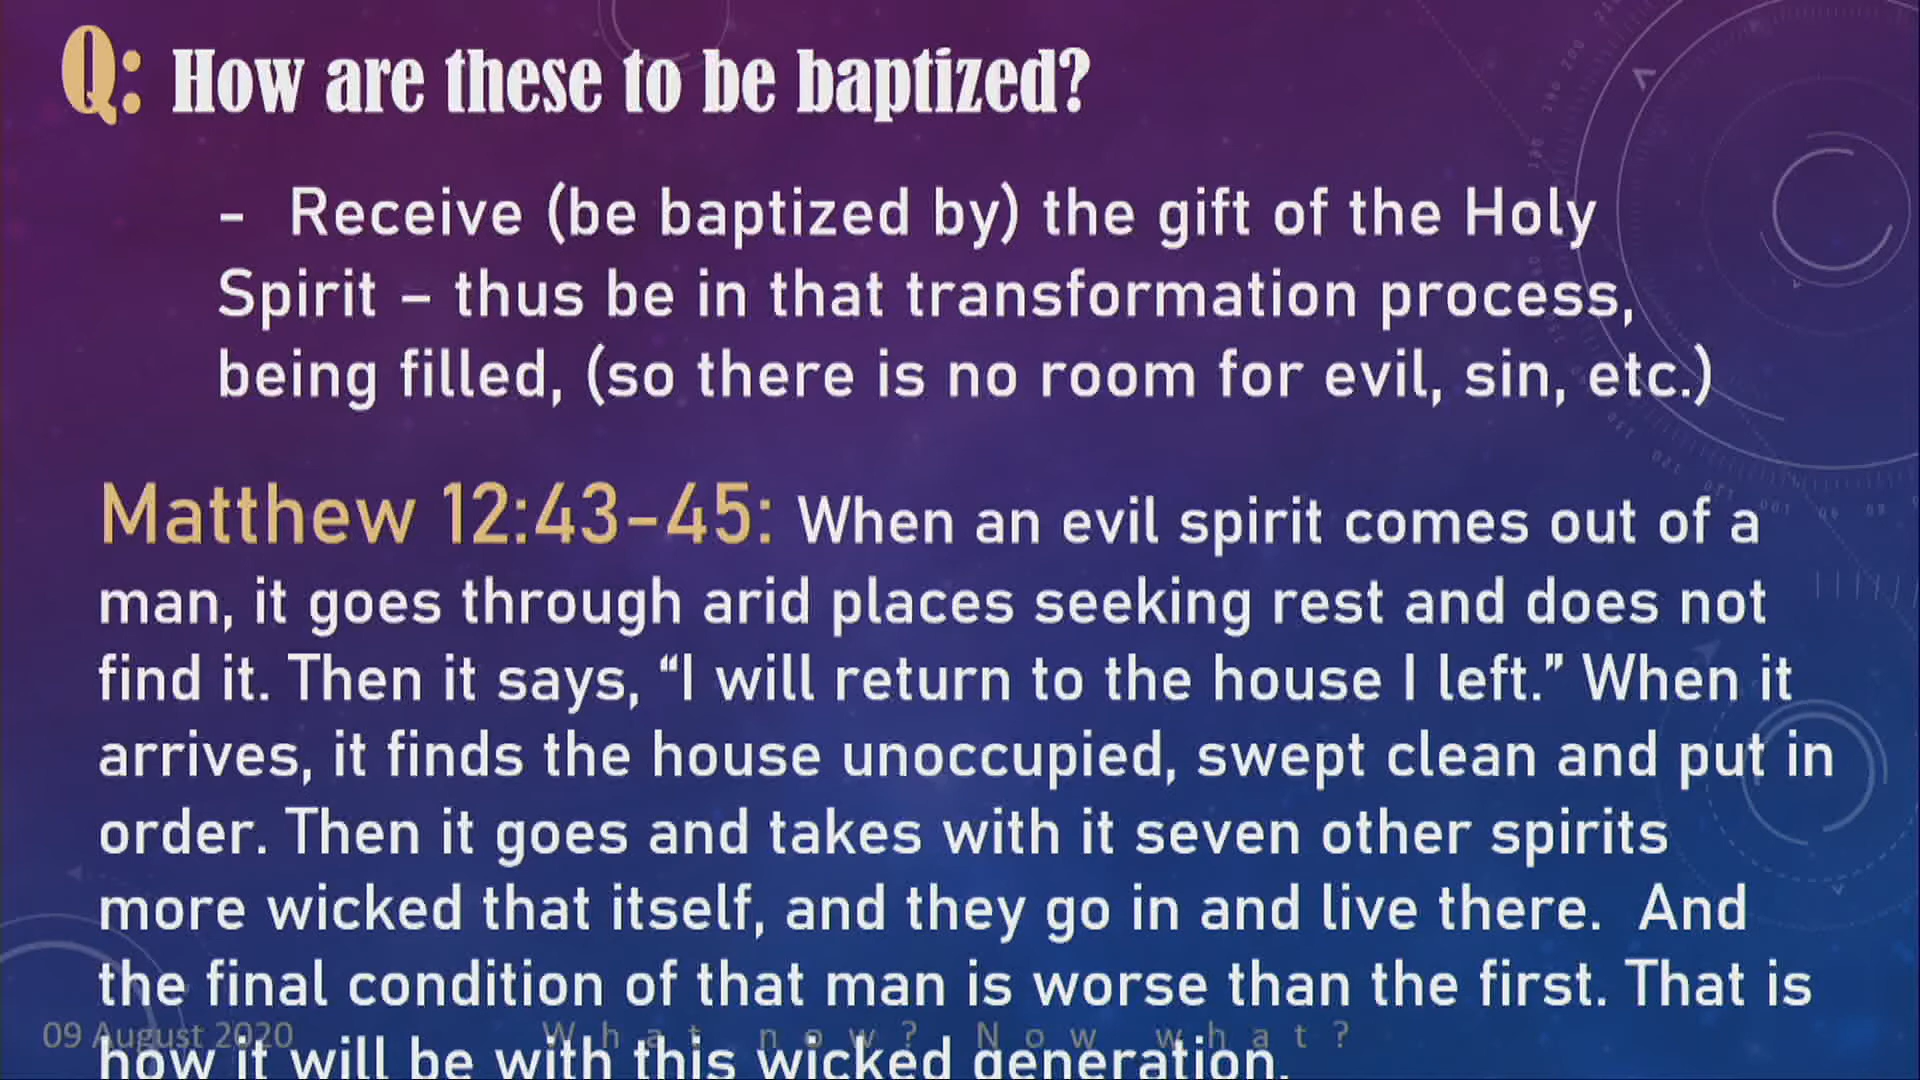 Q: How are these to be baptized?
- Receive (be baptized by) the gift of the Holy
Spirit – thus be in that transformation process,
being filled, (so there is no room for evil, sin, etc.)
Matthew 12:43-45: When an evil spirit comes out of a
man, it goes through arid places seeking rest and does not
find it. Then it says, “I will return to the house I left.” When it
arrives, it finds the house unoccupied, swept clean and put in
order. Then it goes and takes with it seven other spirits
more wicked that itself, and they go in and live there. And
the final condition of that man is worse than the first. That is
how it will be with this wicked generation.
09 August 2020
What now? Now what?